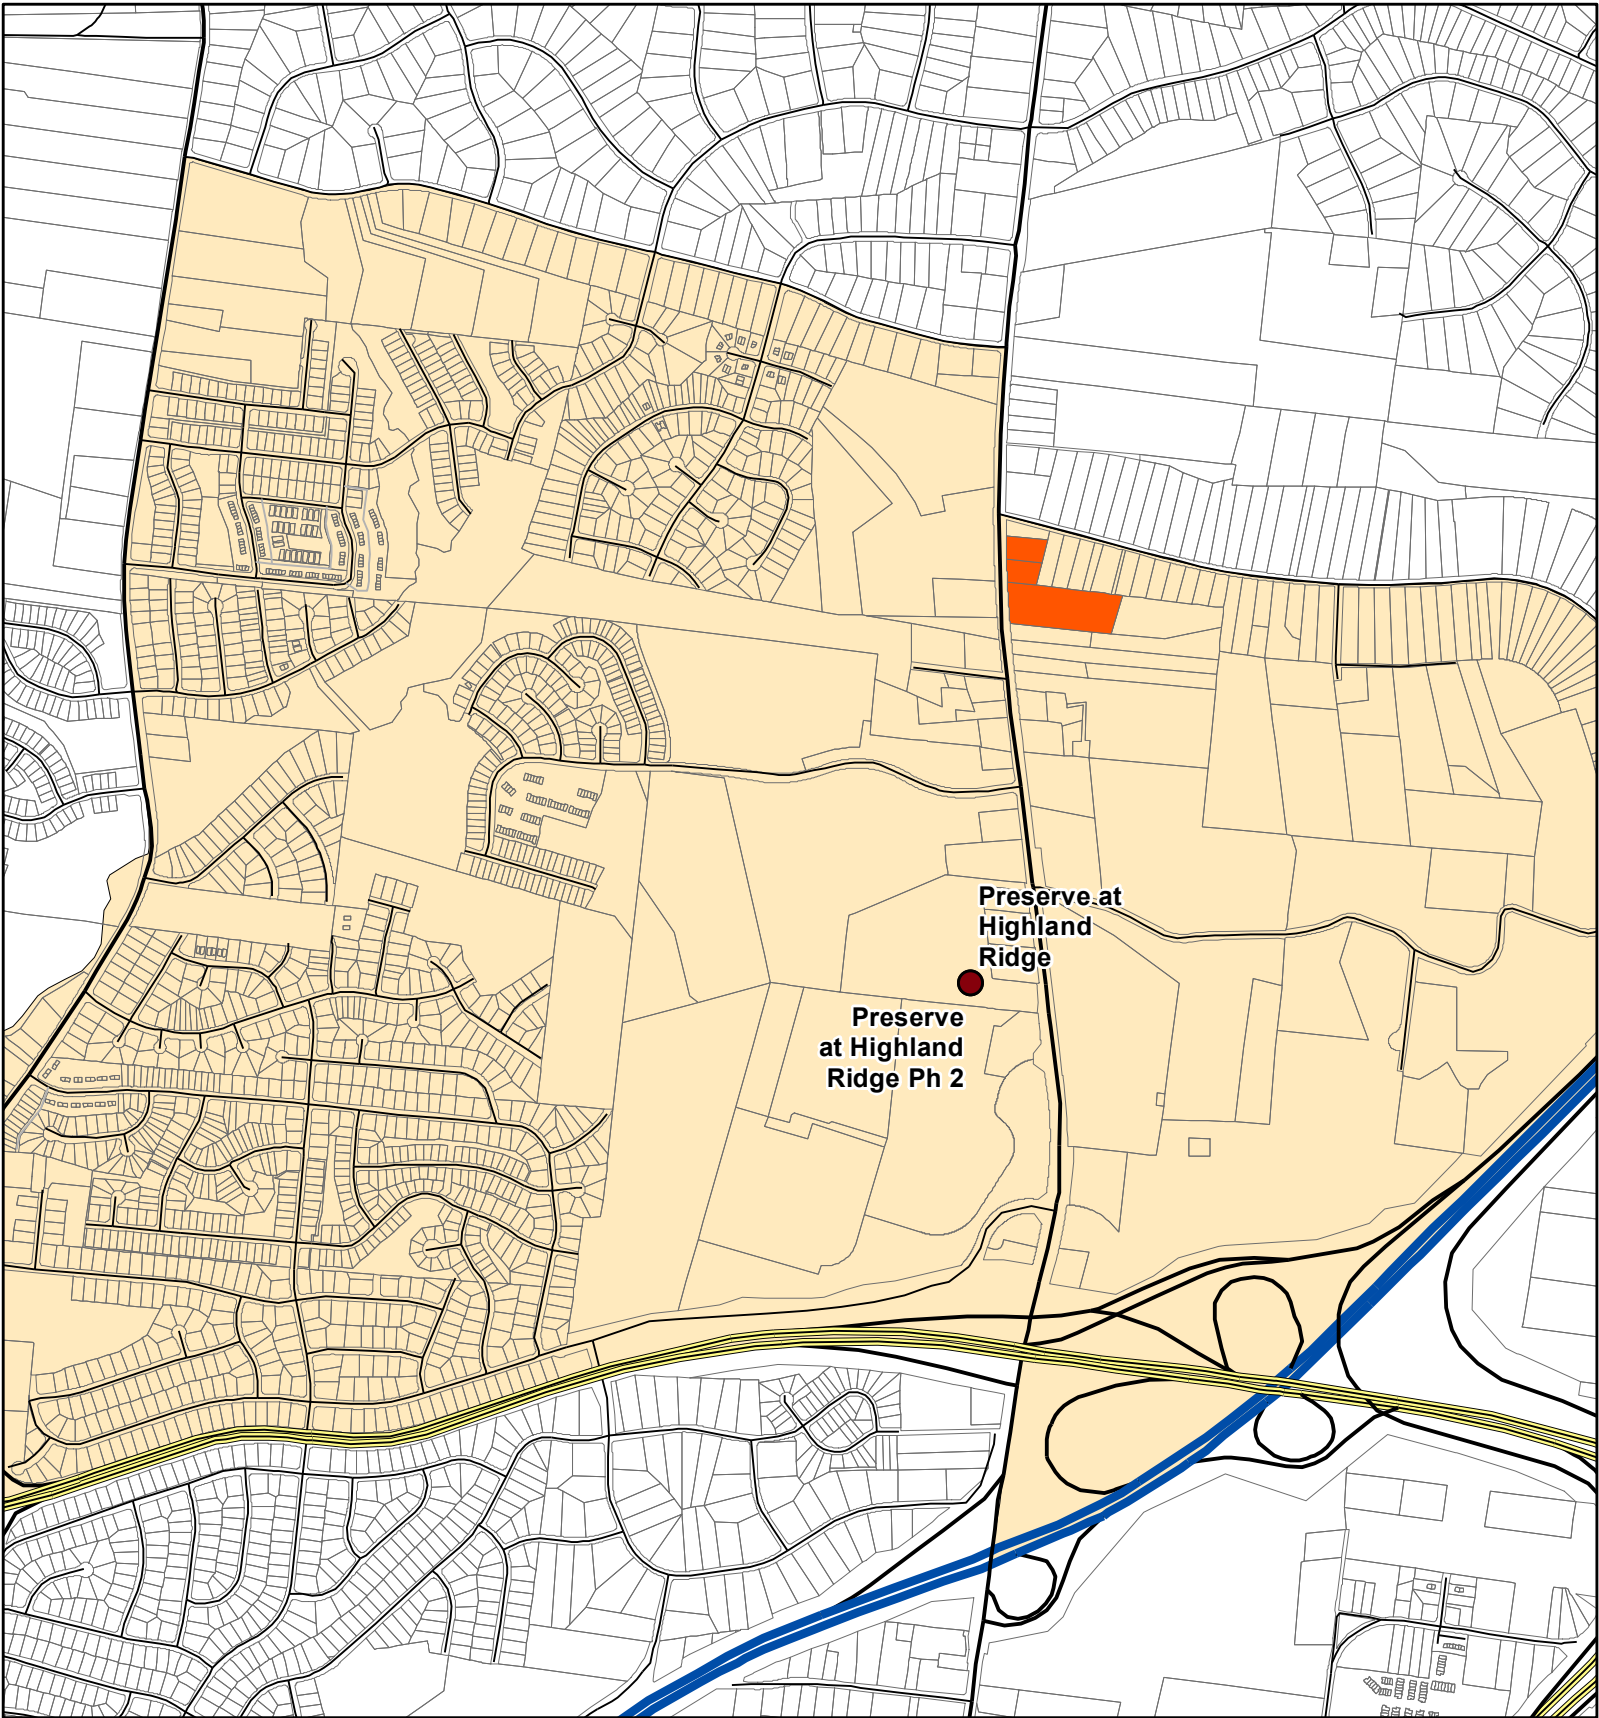 Preserve at
Highland
Ridge
Preserve
at Highland
Ridge Ph 2